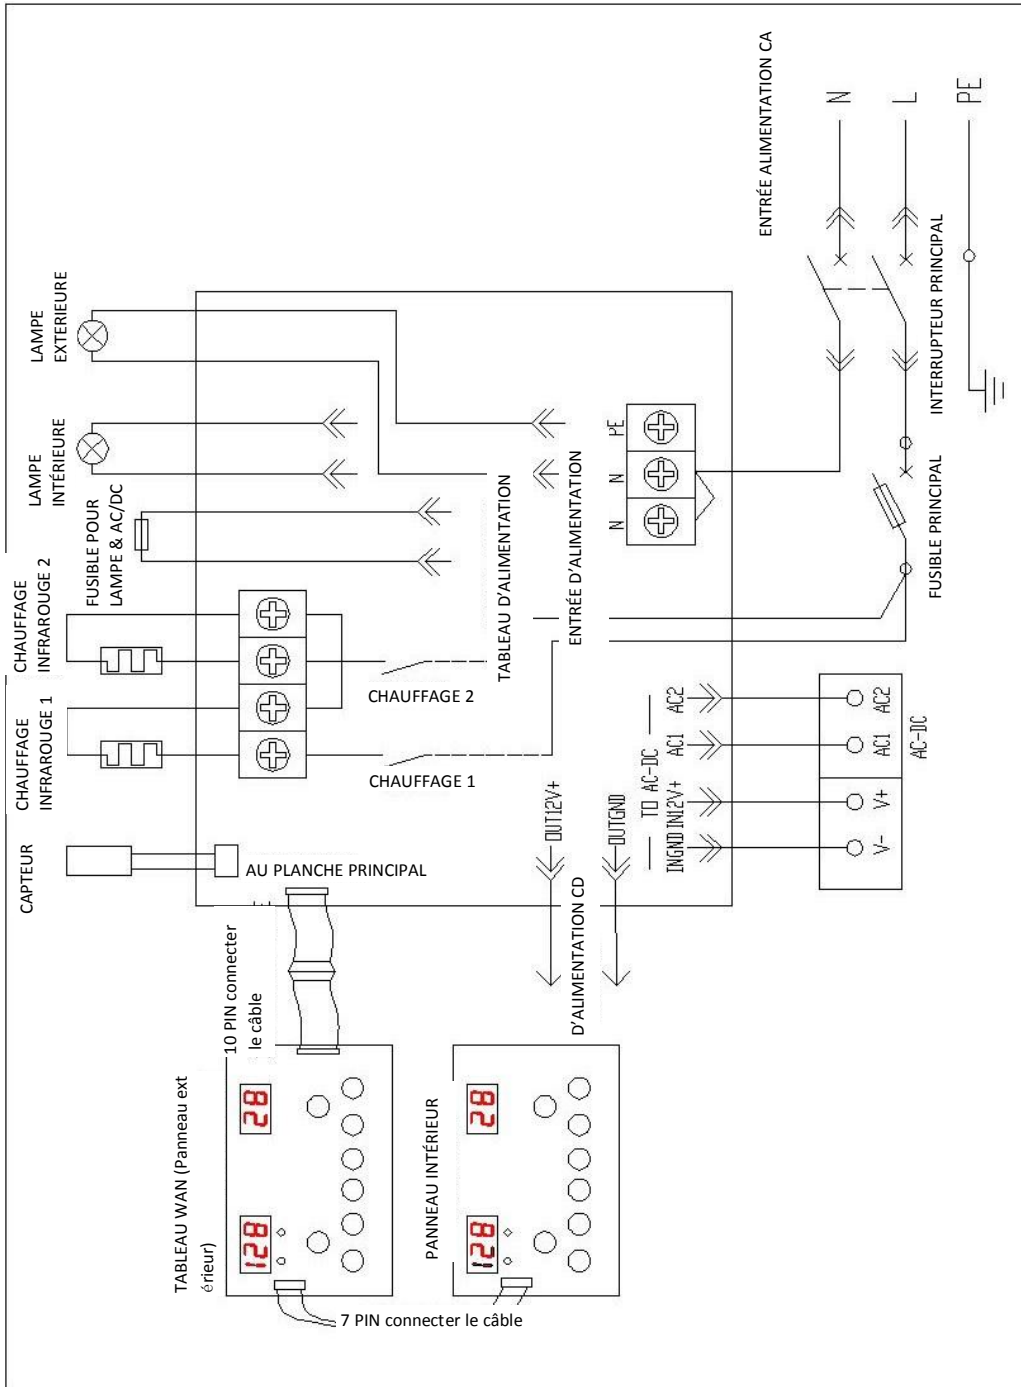 ENTRÉE ALIMENTATION CA
N
L
PE
INTERRUPTEUR PRINCIPAL
FUSIBLE PRINCIPAL
LAMPE
EXTERIEURE
LAMPE
INTÉRIEURE
FUSIBLE POUR
LAMPE & AC/DC
CHAUFFAGE
INFRAROUGE 2
CHAUFFAGE
INFRAROUGE 1
CAPTEUR
PE
N
N
TABLEAU D'ALIMENTATION
ENTRÉE D'ALIMENTATION
CHAUFFAGE 2
CHAUFFAGE 1
AU PLANCHE PRINCIPAL
OUT12V+
OUTGND
TO AC-DC
AC2
AC1
IN12V+
INGND
AC2
AC1
V+
V-
AC-DC
D'ALIMENTATION CD
10 PIN connecter
le câble
TABLEAU WAN (Panneau ext
érieur)
128
28
PANNEAU INTÉRIEUR
128
28
7 PIN connecter le câble